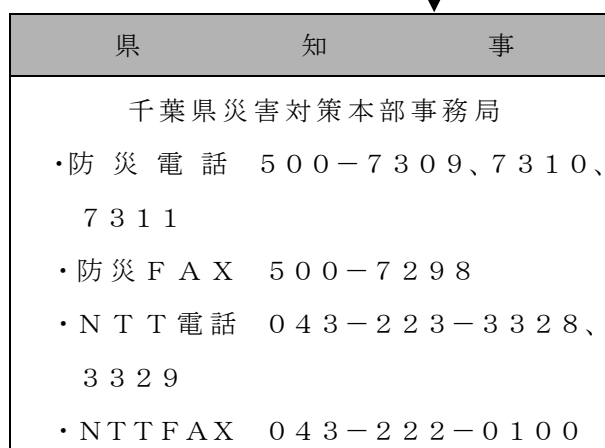 県 知 事
千葉県災害対策本部事務局
・防 災 電 話 ５００－７３０９、７３１０、
７３１１
・防災ＦＡＸ ５００－７２９８
・ＮＴＴ電話 ０４３－２２３－３３２８、
３３２９
・ＮＴＴＦＡＸ ０４３－２２２－０１００